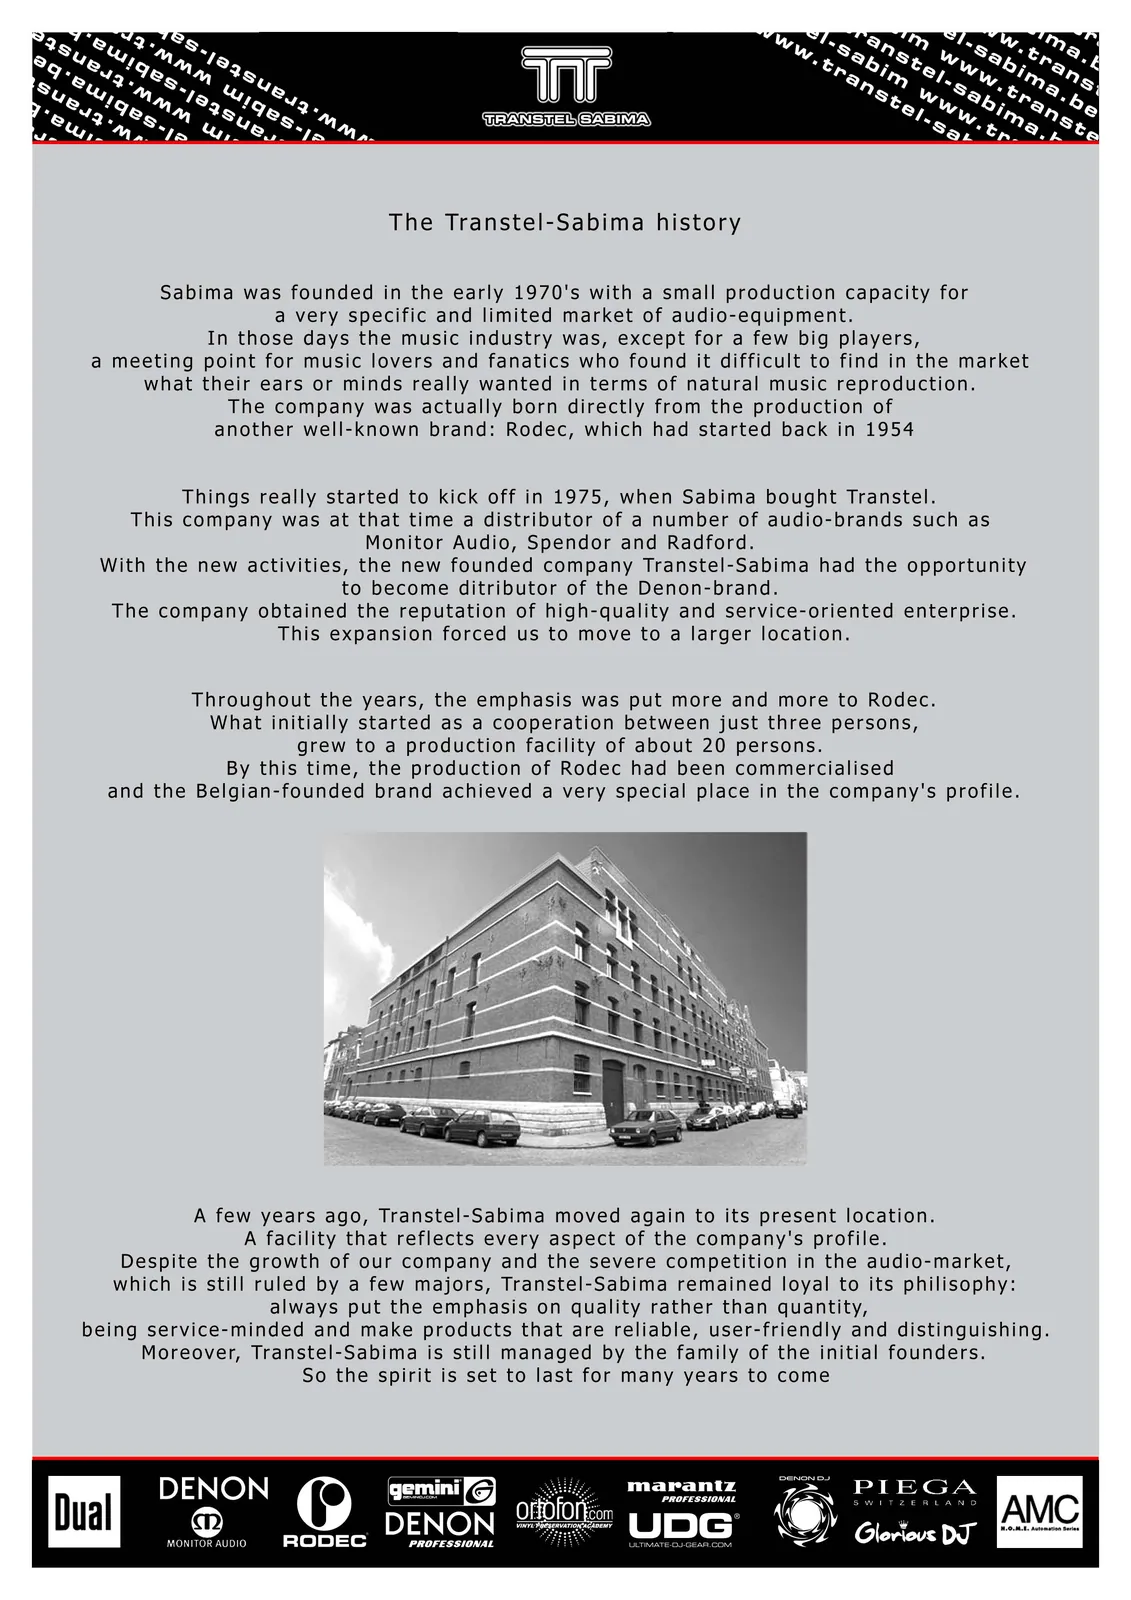 TRANSTEL SABIMA
The Transtel-Sabima history
Sabima was founded in the early 1970's with a small production capacity for
a very specific and limited market of audio-equipment.
In those days the music industry was, except for a few big players,
a meeting point for music lovers and fanatics who found it difficult to find in the market
what their ears or minds really wanted in terms of natural music reproduction.
The company was actually born directly from the production of
another well-known brand: Rodec, which had started back in 1954
Things really started to kick off in 1975, when Sabima bought Transtel.
This company was at that time a distributor of a number of audio-brands such as
Monitor Audio, Spendor and Radford.
With the new activities, the new founded company Transtel-Sabima had the opportunity
to become ditributor of the Denon-brand.
The company obtained the reputation of high-quality and service-oriented enterprise.
This expansion forced us to move to a larger location.
Throughout the years, the emphasis was put more and more to Rodec.
What initially started as a cooperation between just three persons,
grew to a production facility of about 20 persons.
By this time, the production of Rodec had been commercialised
and the Belgian-founded brand achieved a very special place in the company's profile.
A few years ago, Transtel-Sabima moved again to its present location.
A facility that reflects every aspect of the company's profile.
Despite the growth of our company and the severe competition in the audio-market,
which is still ruled by a few majors, Transtel-Sabima remained loyal to its philisophy:
always put the emphasis on quality rather than quantity,
being service-minded and make products that are reliable, user-friendly and distinguishing.
Moreover, Transtel-Sabima is still managed by the family of the initial founders.
So the spirit is set to last for many years to come
Dual
DENON
MONITOR AUDIO
RODEC
gemini
GEMINIDJ.COM
DENON
PROFESSIONAL
ortofon.com
VINYL PRESERVATION ACADEMY
marantz
PROFESSIONAL
UDG®
ULTIMATE-DJ-GEAR.COM
DENON DJ
PIEGA
SWITZERLAND
Glorious DJ
AMC
H.O.M.E. Automation Series